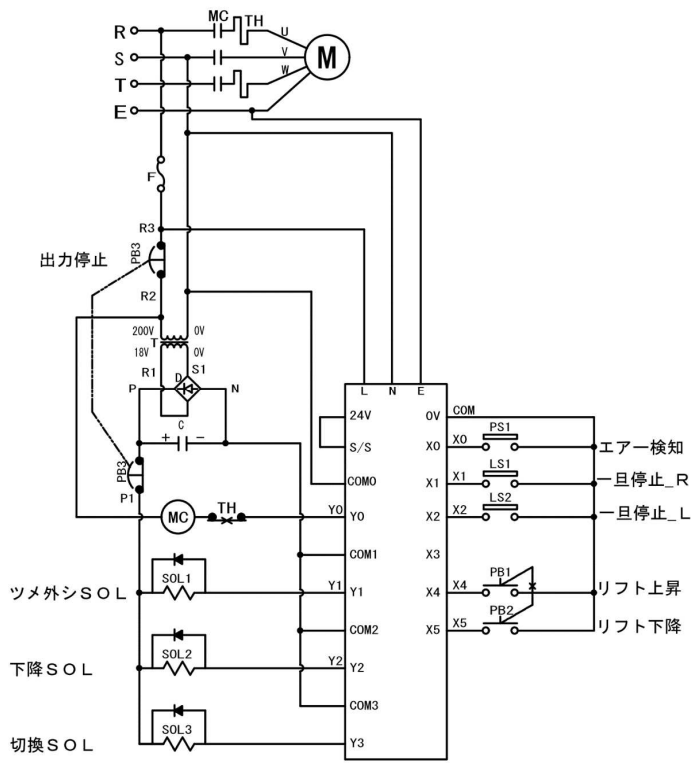 R
MC
TH
U
S
V
M
T
W
E
F
R3
出力停止
PB3
R2
200V
0V
T
18V
0V
R1
D
S1
P
N
L
N
E
C
+
-
24V
0V
COM
S/S
X0
X0
PS1
エアー検知
PB3
P1
COM0
X1
X1
LS1
一旦停止_R
MC
TH
Y0
Y0
X2
X2
LS2
一旦停止_L
COM1
X3
ツメ外シSOL
SOL1
Y1
Y1
X4
X4
PB1
リフト上昇
COM2
X5
X5
PB2
リフト下降
下降SOL
SOL2
Y2
Y2
COM3
切換SOL
SOL3
Y3